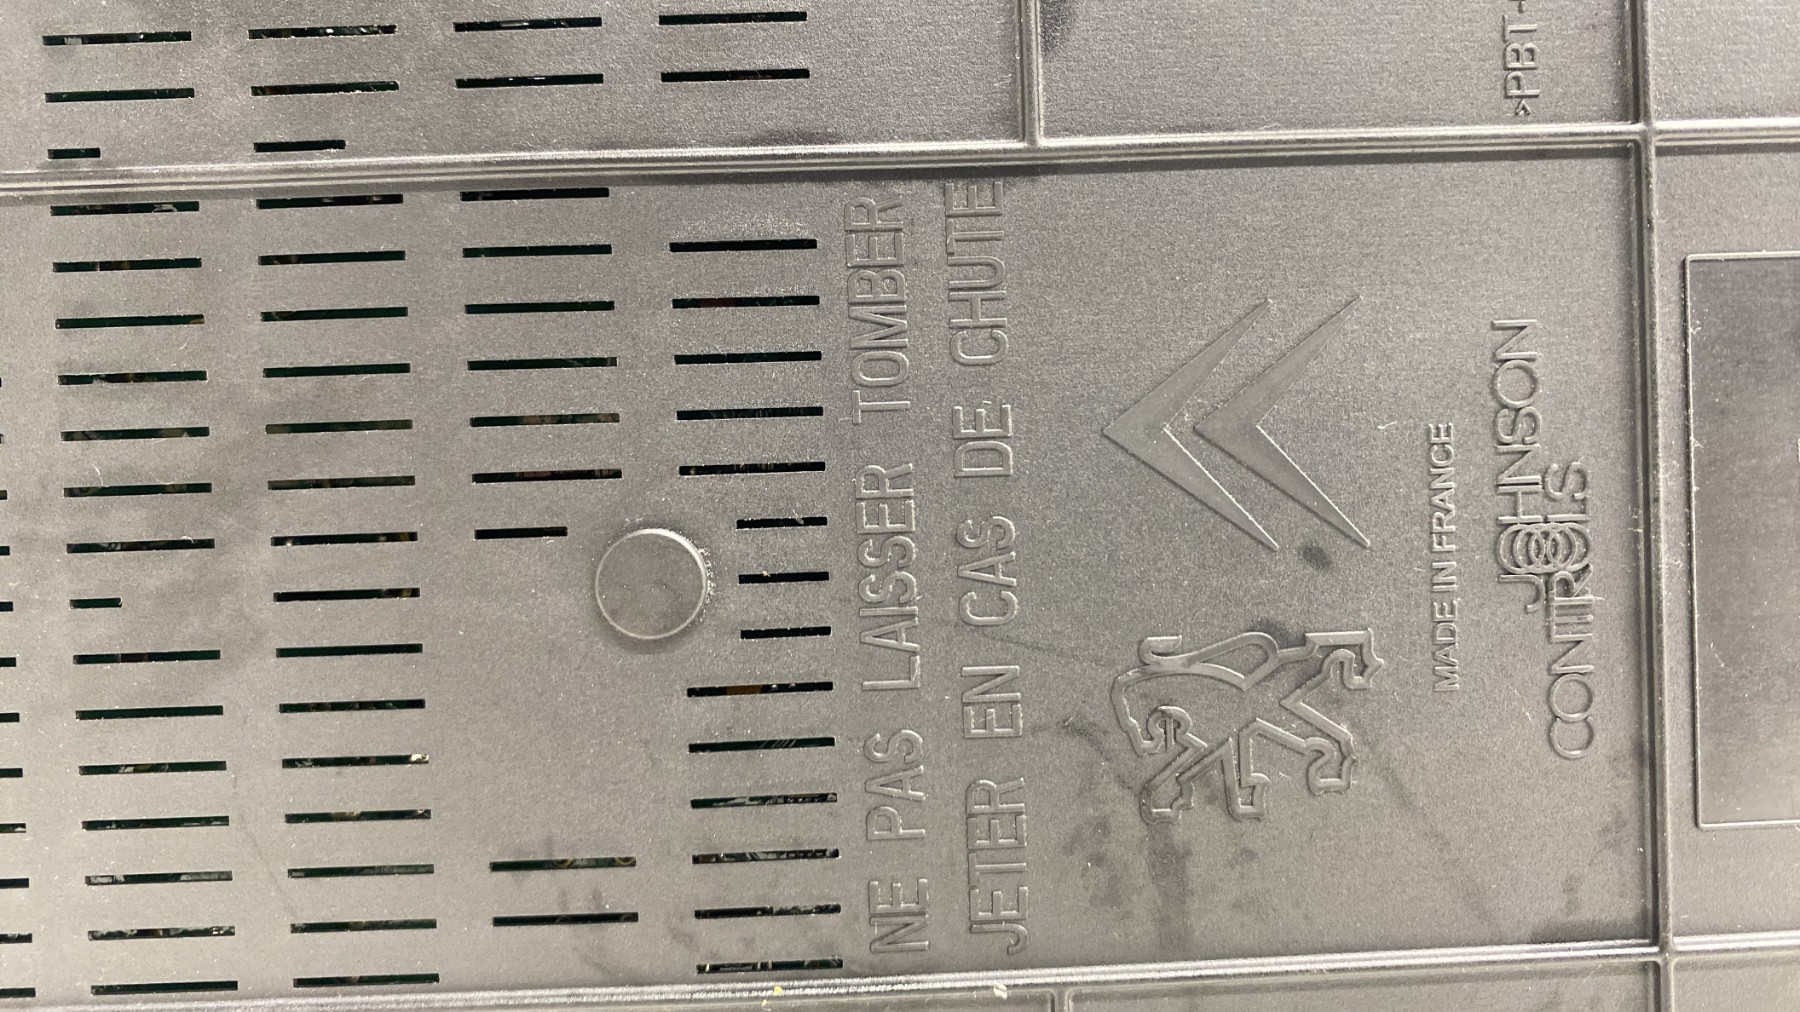 NE PAS LAISSER TOMBER
JETER EN CAS DE CHUTE
MADE IN FRANCE
JOHNSON
CONTROLS
>PBT-